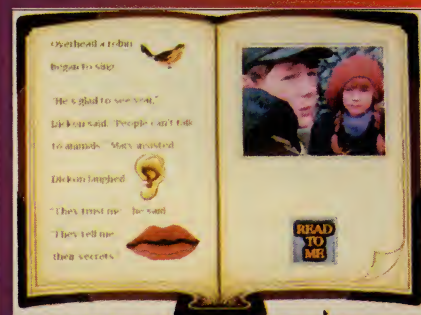 Overhead a robin
began to sing.
"He's glad to see you,"
Dickon said. "People can't talk
to animals," Mary insisted.
Dickon laughed.
"They trust me," he said.
"They tell me
their secrets."
READ
TO
ME